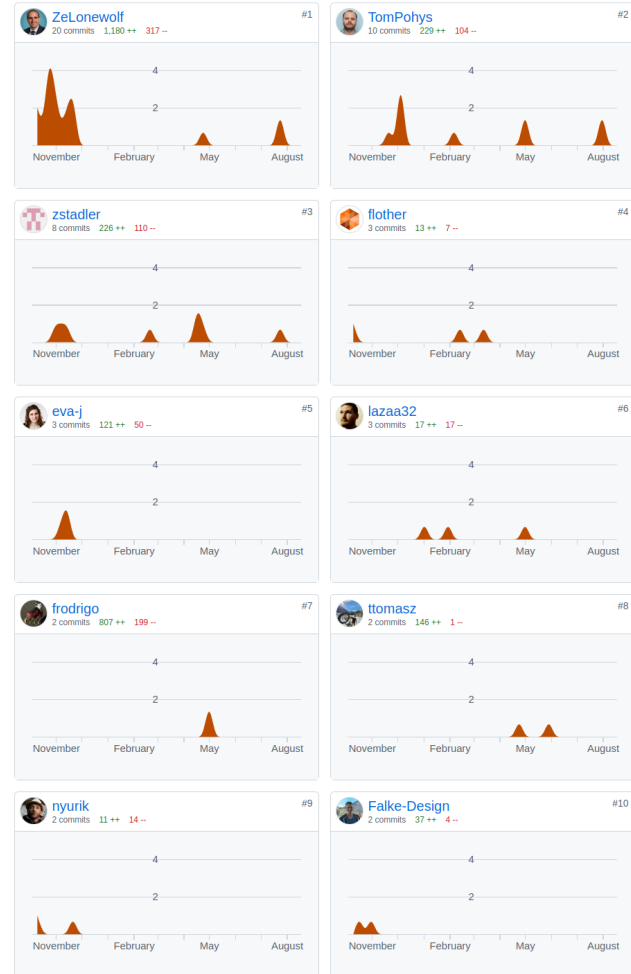 ZeLonewolf #1
20 commits 1,180 ++ 317 --
4
2
November February May August
TomPohys #2
10 commits 229 ++ 104 --
4
2
November February May August
zstadler #3
8 commits 226 ++ 110 --
4
2
November February May August
flother #4
3 commits 13 ++ 7 --
4
2
November February May August
eva-j #5
3 commits 121 ++ 50 --
4
2
November February May August
lazaa32 #6
3 commits 17 ++ 17 --
4
2
November February May August
frodrigo #7
2 commits 807 ++ 199 --
4
2
November February May August
ttomasz #8
2 commits 146 ++ 1 --
4
2
November February May August
nyurik #9
2 commits 11 ++ 14 --
4
2
November February May August
Falke-Design #10
2 commits 37 ++ 4 --
4
2
November February May August